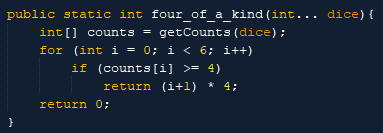 public static int four_of_a_kind(int... dice){
    int[] counts = getCounts(dice);
    for (int i = 0; i < 6; i++)
        if (counts[i] >= 4)
            return (i+1) * 4;
    return 0;
}